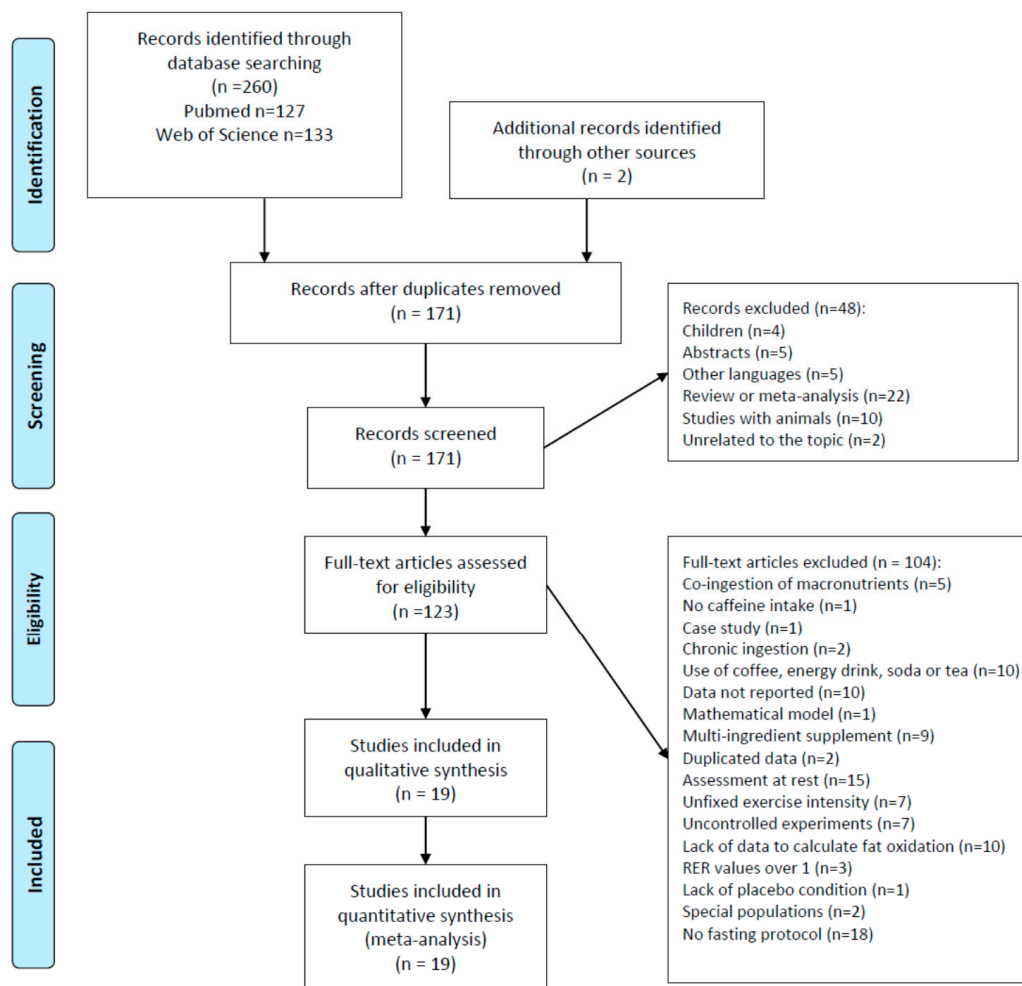 Identification
Records identified through
database searching
(n =260)
Pubmed n=127
Web of Science n=133
Additional records identified
through other sources
(n = 2)
Screening
Records after duplicates removed
(n = 171)
Records screened
(n = 171)
Records excluded (n=48):
Children (n=4)
Abstracts (n=5)
Other languages (n=5)
Review or meta-analysis (n=22)
Studies with animals (n=10)
Unrelated to the topic (n=2)
Eligibility
Full-text articles assessed
for eligibility
(n =123)
Full-text articles excluded (n = 104):
Co-ingestion of macronutrients (n=5)
No caffeine intake (n=1)
Case study (n=1)
Chronic ingestion (n=2)
Use of coffee, energy drink, soda or tea (n=10)
Data not reported (n=10)
Mathematical model (n=1)
Multi-ingredient supplement (n=9)
Duplicated data (n=2)
Assessment at rest (n=15)
Unfixed exercise intensity (n=7)
Uncontrolled experiments (n=7)
Lack of data to calculate fat oxidation (n=10)
RER values over 1 (n=3)
Lack of placebo condition (n=1)
Special populations (n=2)
No fasting protocol (n=18)
Included
Studies included in
qualitative synthesis
(n = 19)
Studies included in
quantitative synthesis
(meta-analysis)
(n = 19)